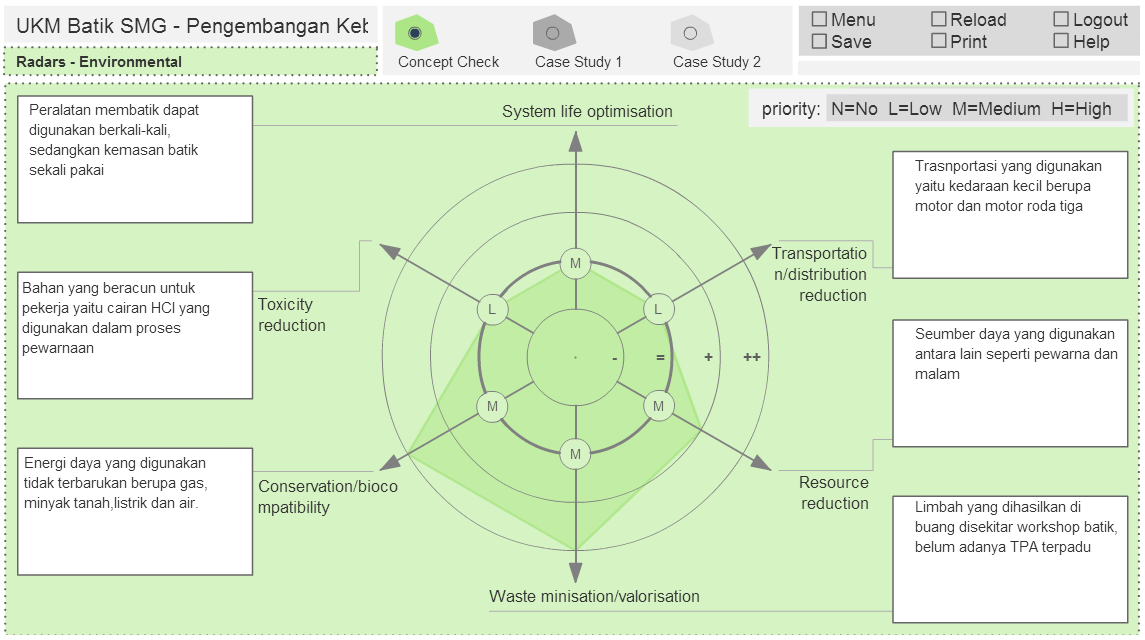 UKM Batik SMG - Pengembangan Keb
Radars - Environmental
Concept Check
Case Study 1
Case Study 2
Menu
Reload
Logout
Save
Print
Help
priority: N=No L=Low M=Medium H=High
Peralatan membatik dapat
digunakan berkali-kali,
sedangkan kemasan batik
sekali pakai
System life optimisation
Trasnportasi yang digunakan
yaitu kedaraan kecil berupa
motor dan motor roda tiga
Transportatio
n/distribution
reduction
Bahan yang beracun untuk
pekerja yaitu cairan HCl yang
digunakan dalam proses
pewarnaan
Toxicity
reduction
M
L
L
- = + ++
M
M
M
Seumber daya yang digunakan
antara lain seperti pewarna dan
malam
Resource
reduction
Energi daya yang digunakan
tidak terbarukan berupa gas,
minyak tanah,listrik dan air.
Conservation/bioco
mpatibility
Limbah yang dihasilkan di
buang disekitar workshop batik,
belum adanya TPA terpadu
Waste minisation/valorisation